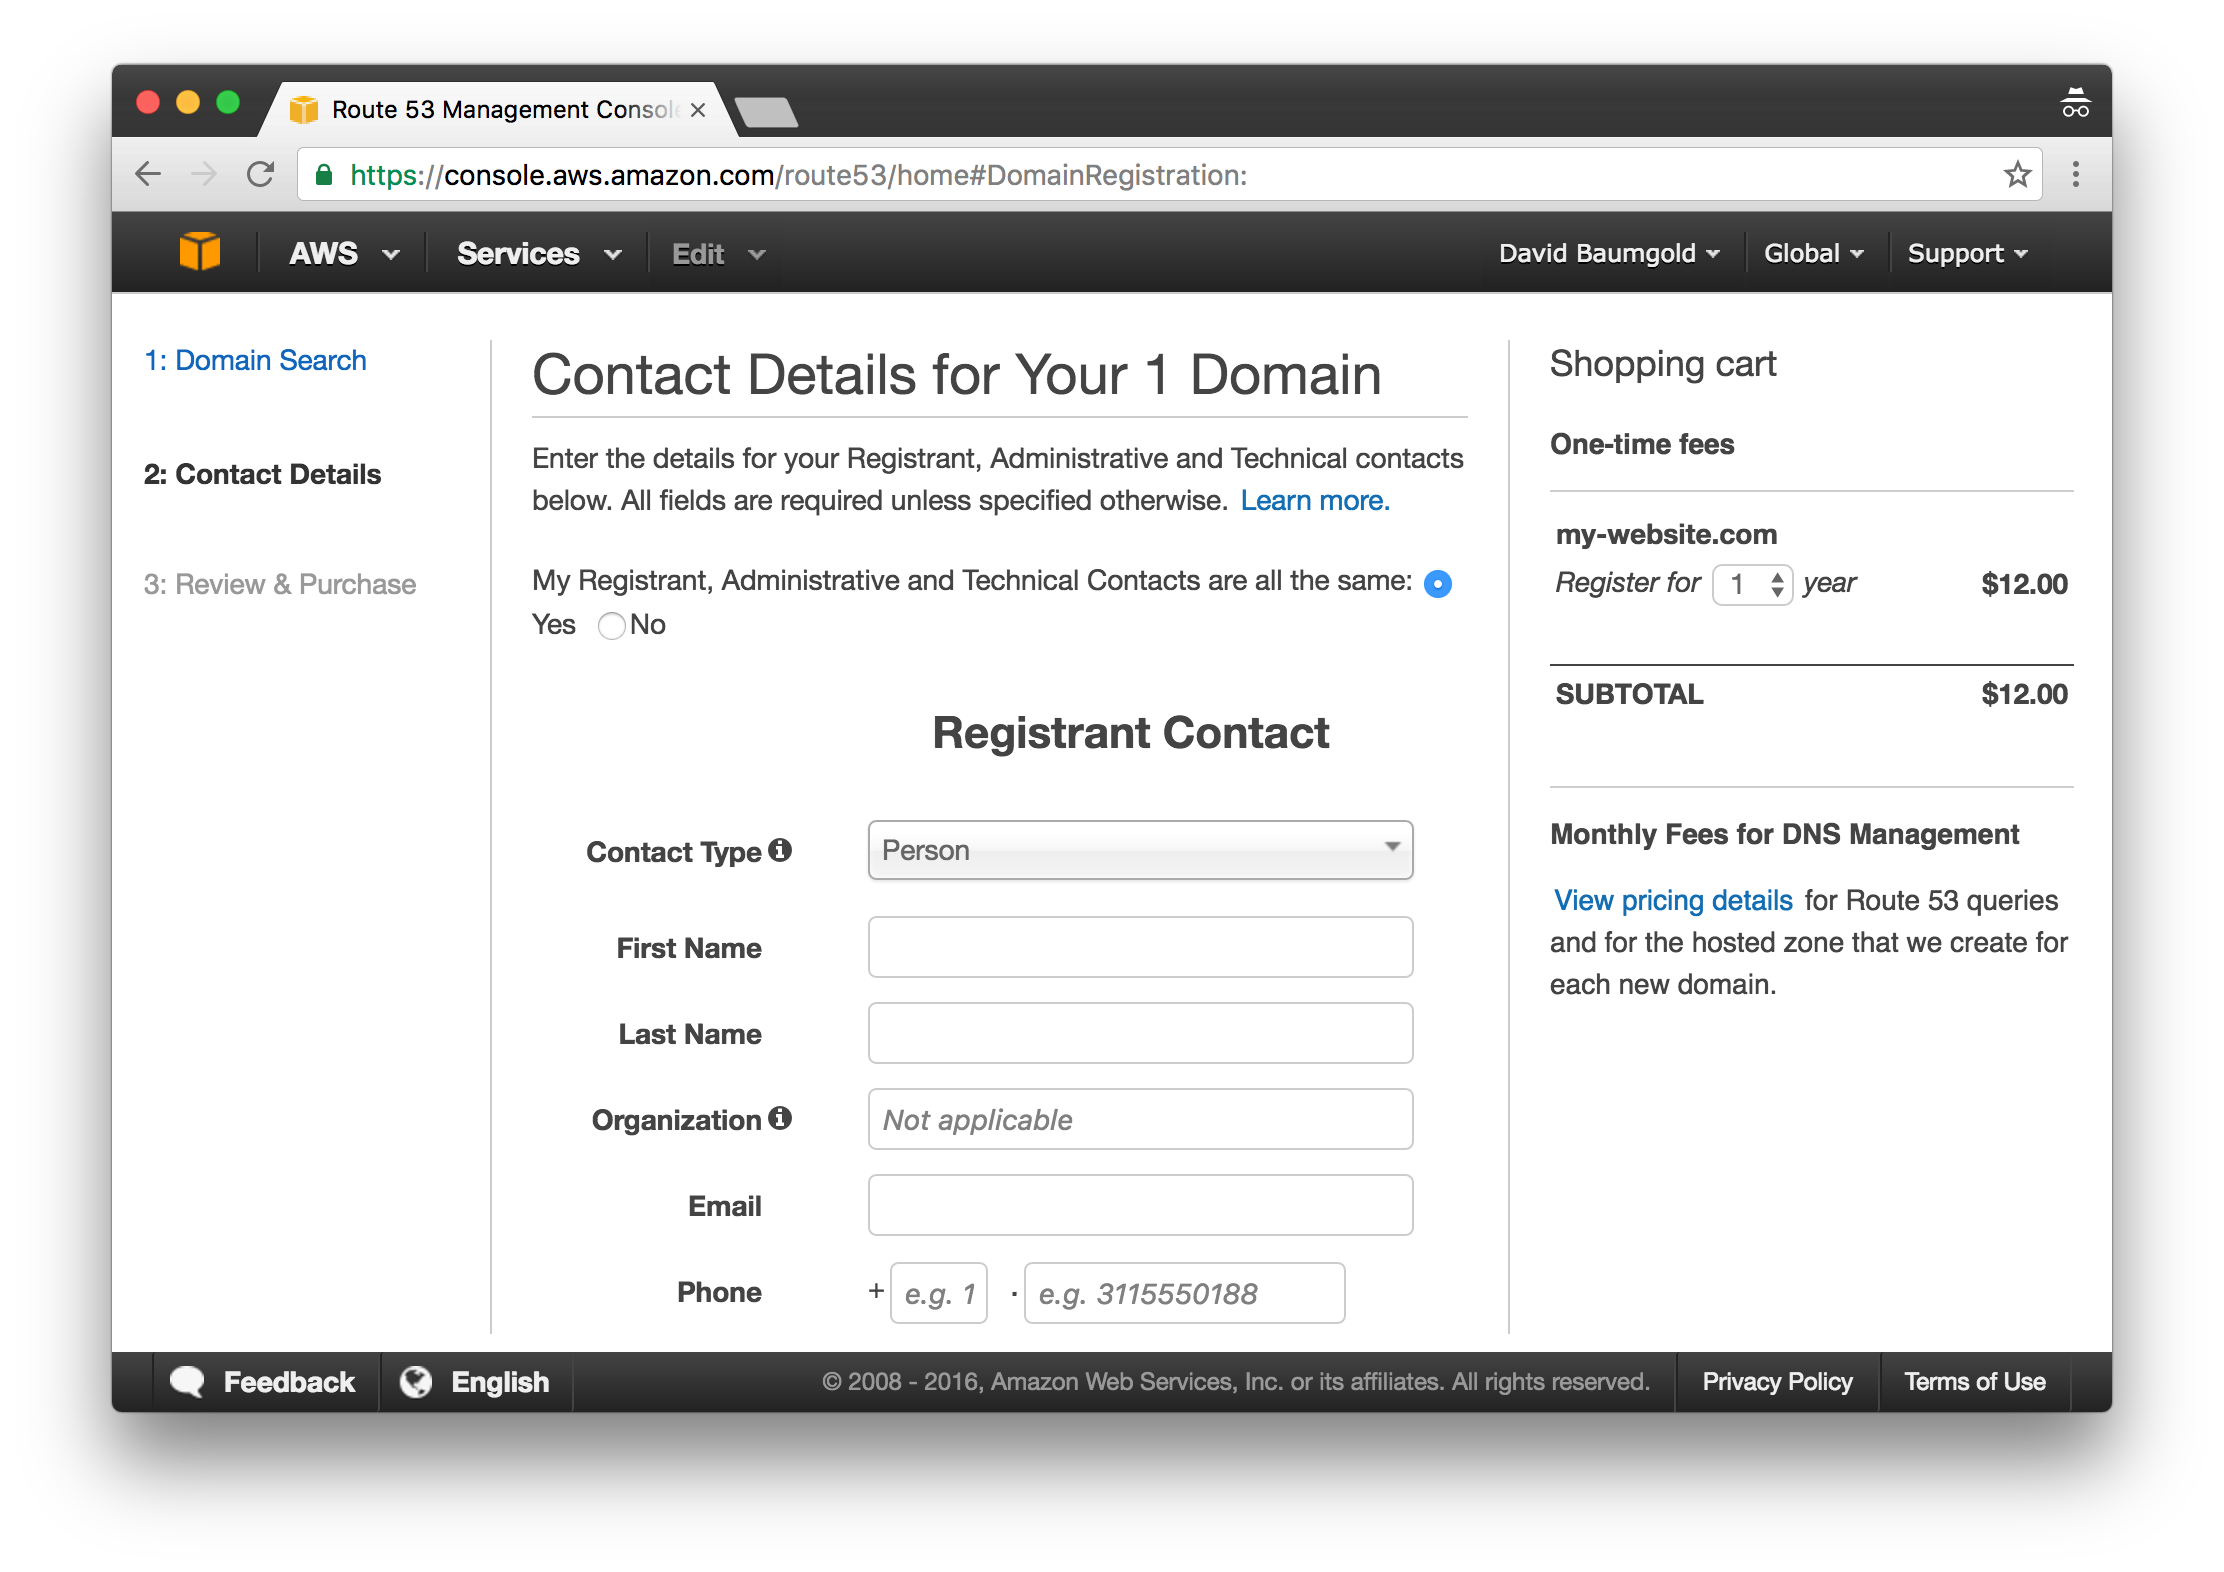 Route 53 Management Consol
https://console.aws.amazon.com/route53/home#DomainRegistration:
AWS Services Edit David Baumgold Global Support
1: Domain Search
2: Contact Details
3: Review & Purchase
Contact Details for Your 1 Domain
Enter the details for your Registrant, Administrative and Technical contacts
below. All fields are required unless specified otherwise. Learn more.
My Registrant, Administrative and Technical Contacts are all the same:
Yes No
Registrant Contact
Contact Type Person
First Name
Last Name
Organization Not applicable
Email
Phone + e.g. 1 · e.g. 3115550188
Shopping cart
One-time fees
my-website.com
Register for 1 year $12.00
SUBTOTAL $12.00
Monthly Fees for DNS Management
View pricing details for Route 53 queries
and for the hosted zone that we create for
each new domain.
Feedback English © 2008 - 2016, Amazon Web Services, Inc. or its affiliates. All rights reserved. Privacy Policy Terms of Use